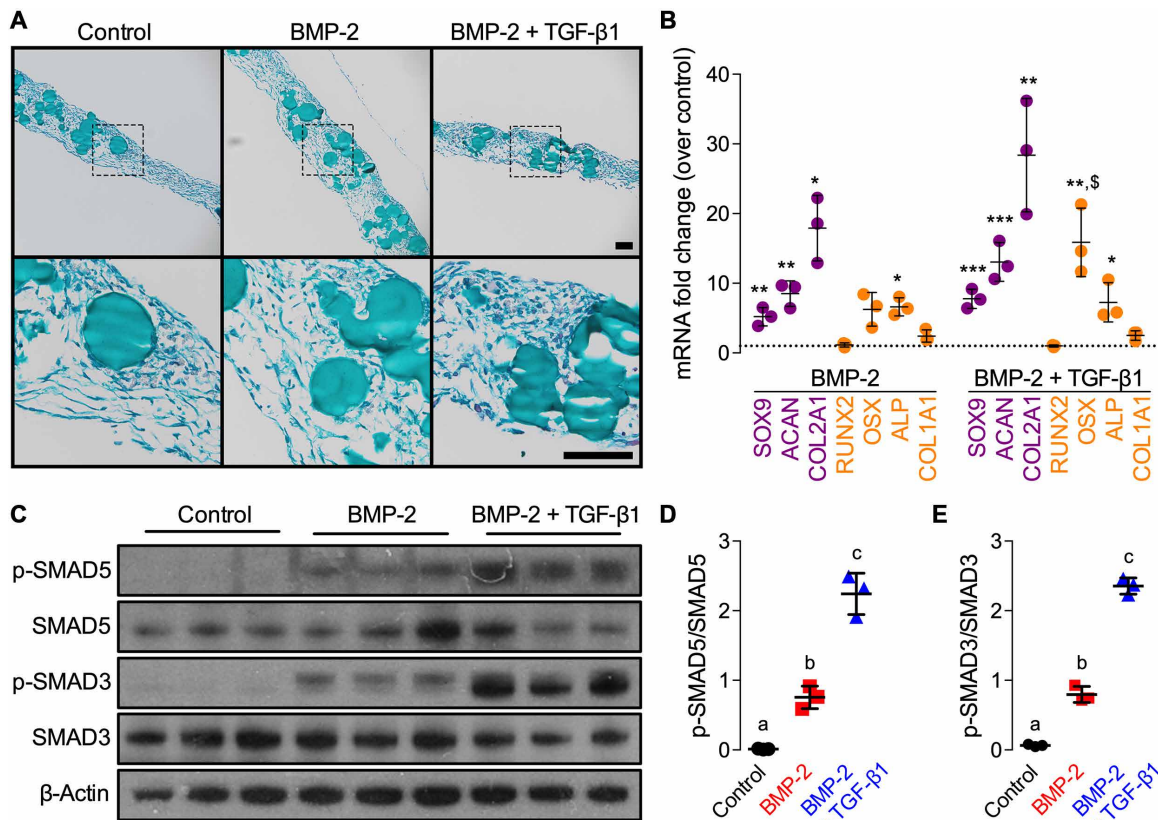 A
Control
BMP-2
BMP-2 + TGF-β1
B
mRNA fold change (over control)
40
30
20
10
0
**
**
*
*
***
***
**
**,$
*
BMP-2
BMP-2 + TGF-β1
SOX9
ACAN
COL2A1
RUNX2
OSX
ALP
COL1A1
SOX9
ACAN
COL2A1
RUNX2
OSX
ALP
COL1A1
C
Control
BMP-2
BMP-2 + TGF-β1
p-SMAD5
SMAD5
p-SMAD3
SMAD3
β-Actin
D
p-SMAD5/SMAD5
3
2
1
0
a
b
c
Control
BMP-2
BMP-2
TGF-β1
E
p-SMAD3/SMAD3
3
2
1
0
a
b
c
Control
BMP-2
BMP-2
TGF-β1